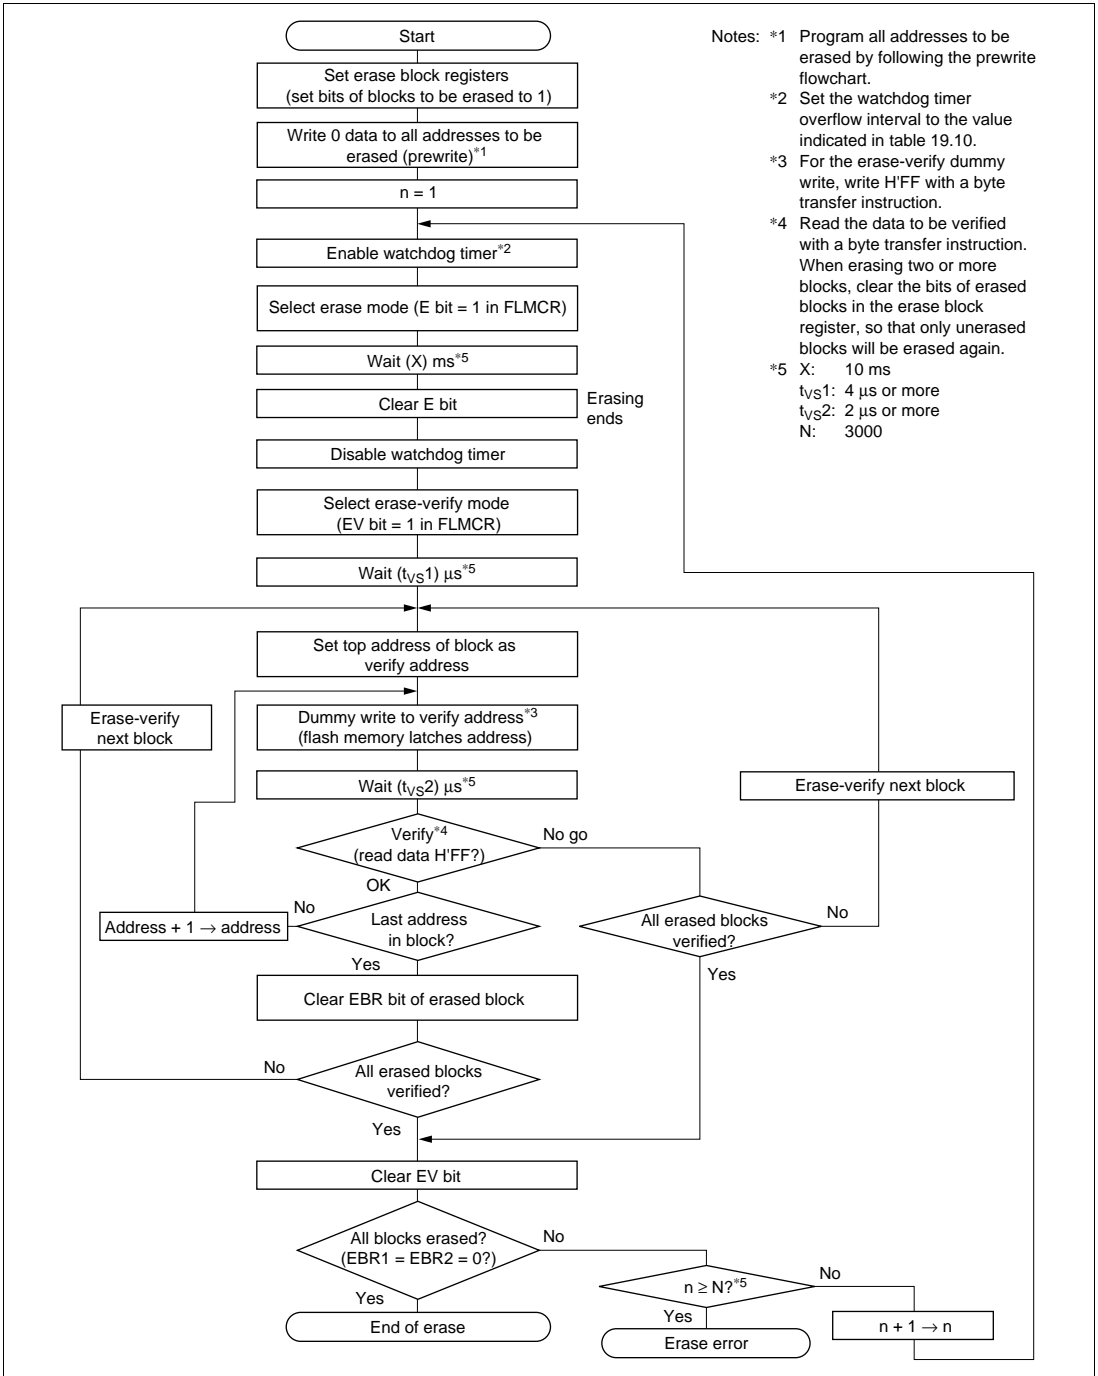 Start
Set erase block registers
(set bits of blocks to be erased to 1)
Write 0 data to all addresses to be
erased (prewrite)*1
n = 1
Enable watchdog timer*2
Select erase mode (E bit = 1 in FLMCR)
Wait (X) ms*5
Clear E bit
Erasing
ends
Disable watchdog timer
Select erase-verify mode
(EV bit = 1 in FLMCR)
Wait (tVS1) μs*5
Set top address of block as
verify address
Erase-verify
next block
Dummy write to verify address*3
(flash memory latches address)
Wait (tVS2) μs*5
Erase-verify next block
Verify*4
(read data H'FF?)
No go
OK
No
Last address
in block?
Address + 1 → address
All erased blocks
verified?
No
Yes
Yes
Clear EBR bit of erased block
No
All erased blocks
verified?
Yes
Clear EV bit
All blocks erased?
(EBR1 = EBR2 = 0?)
No
Yes
n ≥ N?*5
No
Yes
End of erase
Erase error
n + 1 → n
Notes: *1 Program all addresses to be
erased by following the prewrite
flowchart.
*2 Set the watchdog timer
overflow interval to the value
indicated in table 19.10.
*3 For the erase-verify dummy
write, write H'FF with a byte
transfer instruction.
*4 Read the data to be verified
with a byte transfer instruction.
When erasing two or more
blocks, clear the bits of erased
blocks in the erase block
register, so that only unerased
blocks will be erased again.
*5 X: 10 ms
tVS1: 4 μs or more
tVS2: 2 μs or more
N: 3000